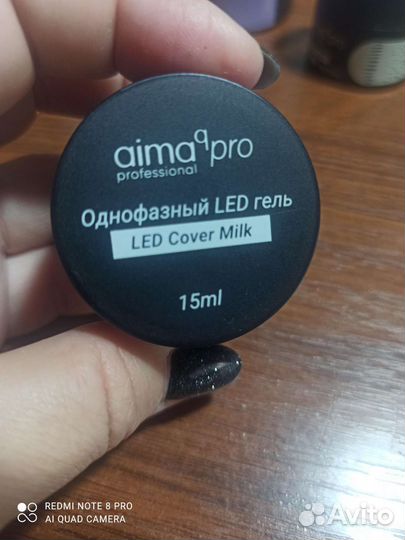 aimaqpro
professional
Однофазный LED гель
LED Cover Milk
15ml
REDMI NOTE 8 PRO
AI QUAD CAMERA
Avito